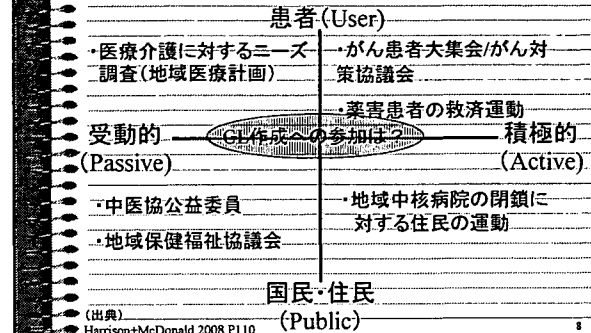 患者(User)
・医療介護に対するニーズ
調査(地域医療計画)
・がん患者大集会/がん対
策協議会
・薬害患者の救済運動
受動的
(Passive)
GL作成への参加は?
積極的
(Active)
・中医協公益委員
・地域保健福祉協議会
・地域中核病院の閉鎖に
対する住民の運動
国民・住民
(Public)
(出典)
Harrison+McDonald 2008 P110
8